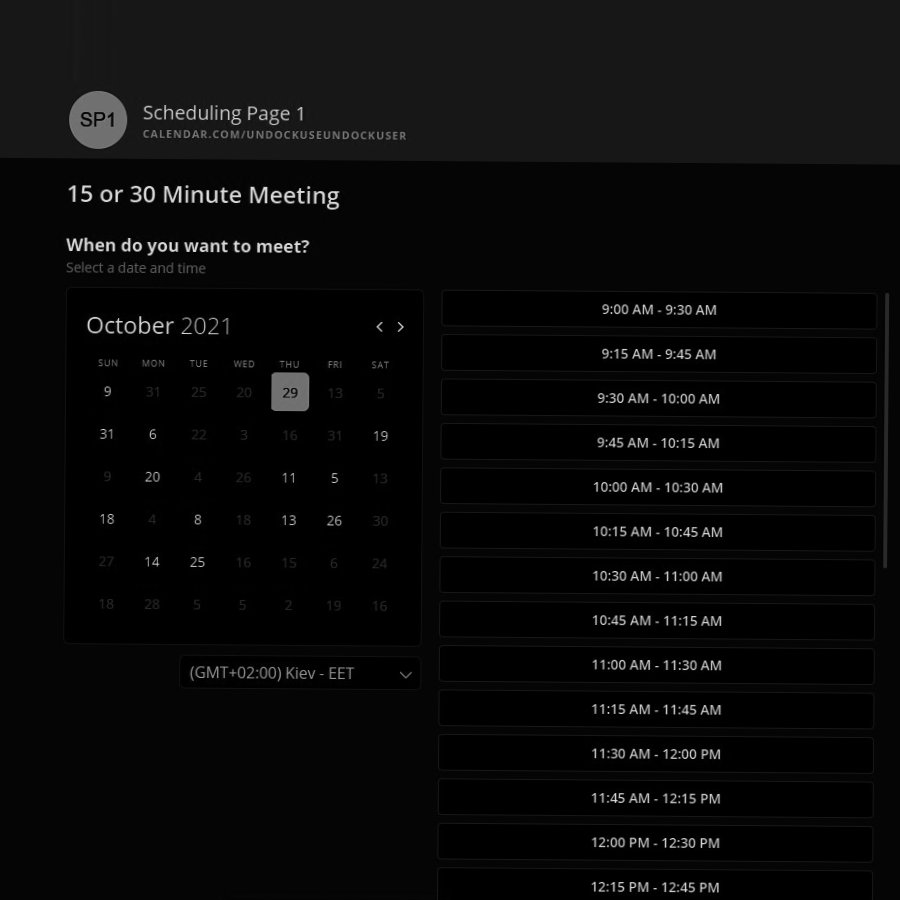 SP1
Scheduling Page 1
CALENDAR.COM/UNDOCKUSEUNDOCKUSER
15 or 30 Minute Meeting
When do you want to meet?
Select a date and time
October 2021
SUN MON TUE WED THU FRI SAT
9 31 25 20 29 13 5
31 6 22 3 16 31 19
9 20 4 26 11 5 13
18 4 8 18 13 26 30
27 14 25 16 15 6 24
18 28 5 5 2 19 16
(GMT+02:00) Kiev - EET
9:00 AM - 9:30 AM
9:15 AM - 9:45 AM
9:30 AM - 10:00 AM
9:45 AM - 10:15 AM
10:00 AM - 10:30 AM
10:15 AM - 10:45 AM
10:30 AM - 11:00 AM
10:45 AM - 11:15 AM
11:00 AM - 11:30 AM
11:15 AM - 11:45 AM
11:30 AM - 12:00 PM
11:45 AM - 12:15 PM
12:00 PM - 12:30 PM
12:15 PM - 12:45 PM